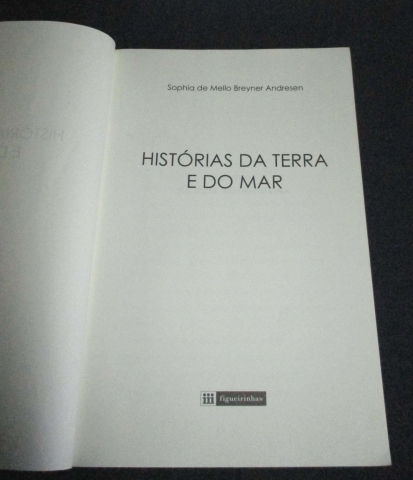 Sophia de Mello Breyner Andresen
HISTÓRIAS DA TERRA
E DO MAR
figueirinhas